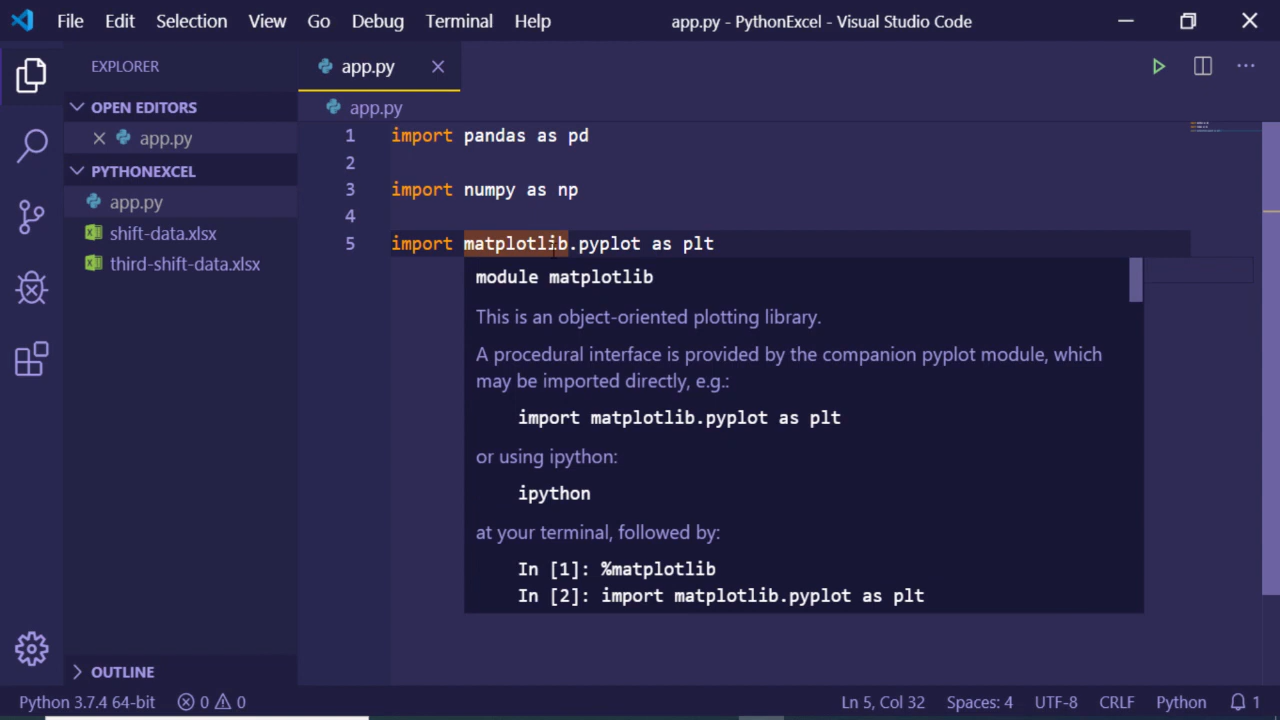 File Edit Selection View Go Debug Terminal Help app.py - PythonExcel - Visual Studio Code
EXPLORER
OPEN EDITORS
app.py
PYTHONEXCEL
app.py
shift-data.xlsx
third-shift-data.xlsx
OUTLINE
app.py
app.py
1 import pandas as pd
2
3 import numpy as np
4
5 import matplotlib.pyplot as plt
module matplotlib
This is an object-oriented plotting library.
A procedural interface is provided by the companion pyplot module, which
may be imported directly, e.g.:
import matplotlib.pyplot as plt
or using ipython:
ipython
at your terminal, followed by:
In [1]: %matplotlib
In [2]: import matplotlib.pyplot as plt
Python 3.7.4 64-bit 0 0 Ln 5, Col 32 Spaces: 4 UTF-8 CRLF Python 1